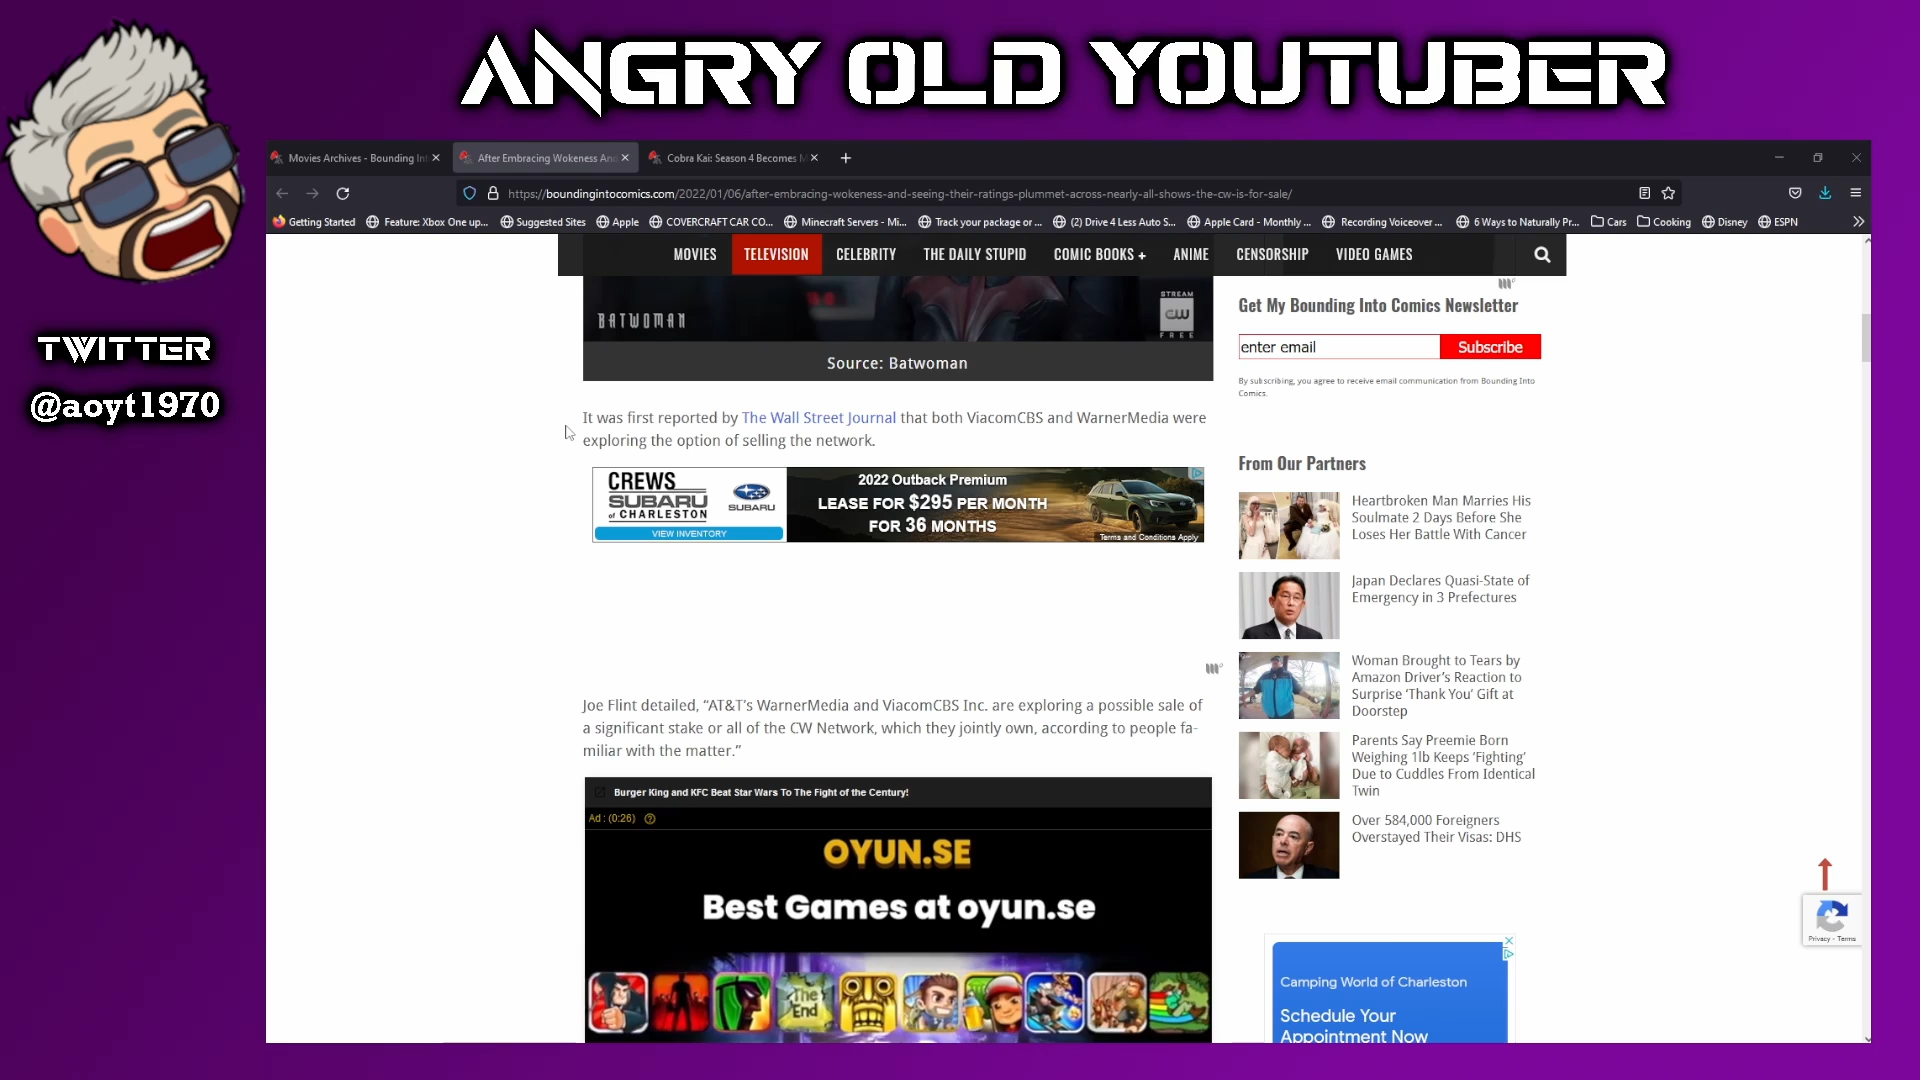 ANGRY OLD YOUTUBER
TWITTER
@aoyt1970
Movies Archives - Bounding Int
After Embracing Wokeness And
Cobra Kai: Season 4 Becomes M
https://boundingintocomics.com/2022/01/06/after-embracing-wokeness-and-seeing-their-ratings-plummet-across-nearly-all-shows-the-cw-is-for-sale/
Getting Started
Feature: Xbox One up...
Suggested Sites
Apple
COVERCRAFT CAR CO...
Minecraft Servers - Mi...
Track your package or ...
(2) Drive 4 Less Auto S...
Apple Card - Monthly ...
Recording Voiceover ...
6 Ways to Naturally Pr...
Cars
Cooking
Disney
ESPN
MOVIES
TELEVISION
CELEBRITY
THE DAILY STUPID
COMIC BOOKS +
ANIME
CENSORSHIP
VIDEO GAMES
BATWOMAN
STREAM
CW
FREE
Source: Batwoman
It was first reported by The Wall Street Journal that both ViacomCBS and WarnerMedia were
exploring the option of selling the network.
CREWS
SUBARU
of CHARLESTON
SUBARU
VIEW INVENTORY
2022 Outback Premium
LEASE FOR $295 PER MONTH
FOR 36 MONTHS
Terms and Conditions Apply
Joe Flint detailed, “AT&T’s WarnerMedia and ViacomCBS Inc. are exploring a possible sale of
a significant stake or all of the CW Network, which they jointly own, according to people fa-
miliar with the matter.”
Burger King and KFC Beat Star Wars To The Fight of the Century!
Ad : (0:26)
OYUN.SE
Best Games at oyun.se
The
End
Get My Bounding Into Comics Newsletter
enter email
Subscribe
By subscribing, you agree to receive email communication from Bounding Into
Comics.
From Our Partners
Heartbroken Man Marries His
Soulmate 2 Days Before She
Loses Her Battle With Cancer
Japan Declares Quasi-State of
Emergency in 3 Prefectures
Woman Brought to Tears by
Amazon Driver’s Reaction to
Surprise ‘Thank You’ Gift at
Doorstep
Parents Say Preemie Born
Weighing 1lb Keeps ‘Fighting’
Due to Cuddles From Identical
Twin
Over 584,000 Foreigners
Overstayed Their Visas: DHS
Privacy - Terms
Camping World of Charleston
Schedule Your
Appointment Now